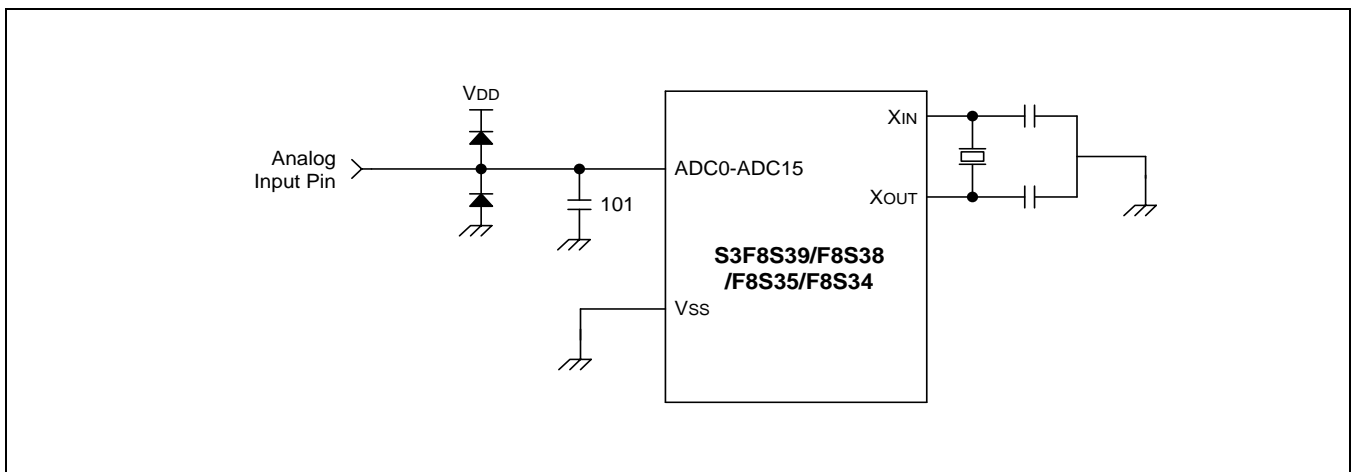 VDD
Analog
Input Pin
ADC0-ADC15
101
XIN
XOUT
S3F8S39/F8S38
/F8S35/F8S34
VSS